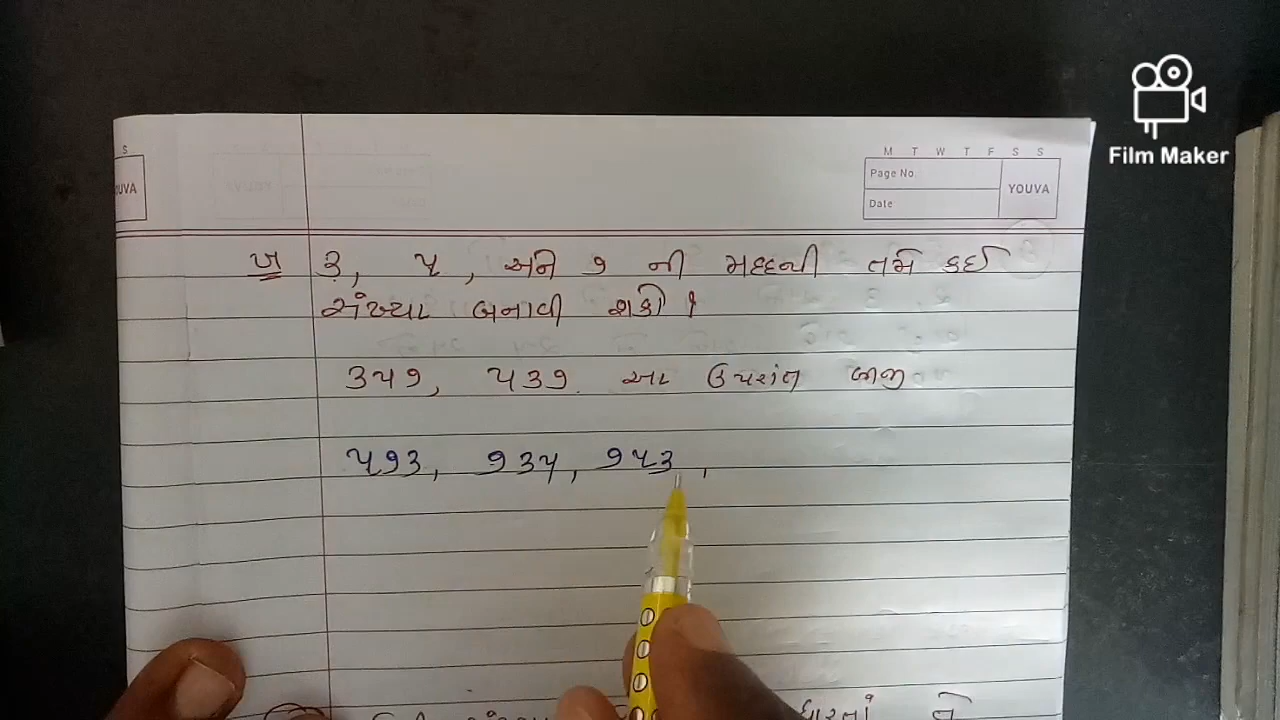 Film Maker
S
M T W T F S S
YOUVA
Page No.
YOUVA
Date
ખ ૩, ૫, અને ૭ ની મદદથી તમે કઈ
સંખ્યા બનાવી શકો ?
૩૫૭, ૫૩૭. આ ઉપરાંત બીજી
૫૭૩, ૭૩૫, ૭૫૩,